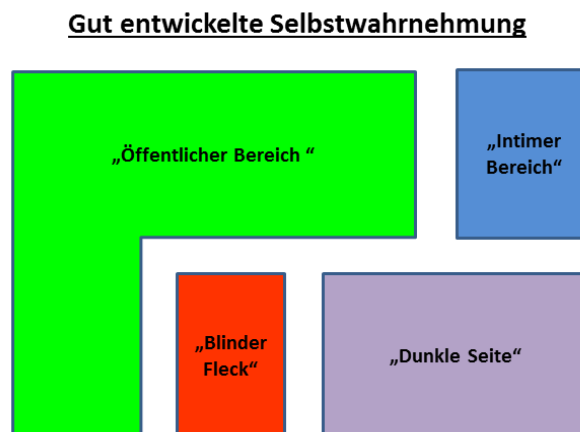 Gut entwickelte Selbstwahrnehmung
„Öffentlicher Bereich “
„Intimer
Bereich“
„Blinder
Fleck“
„Dunkle Seite“